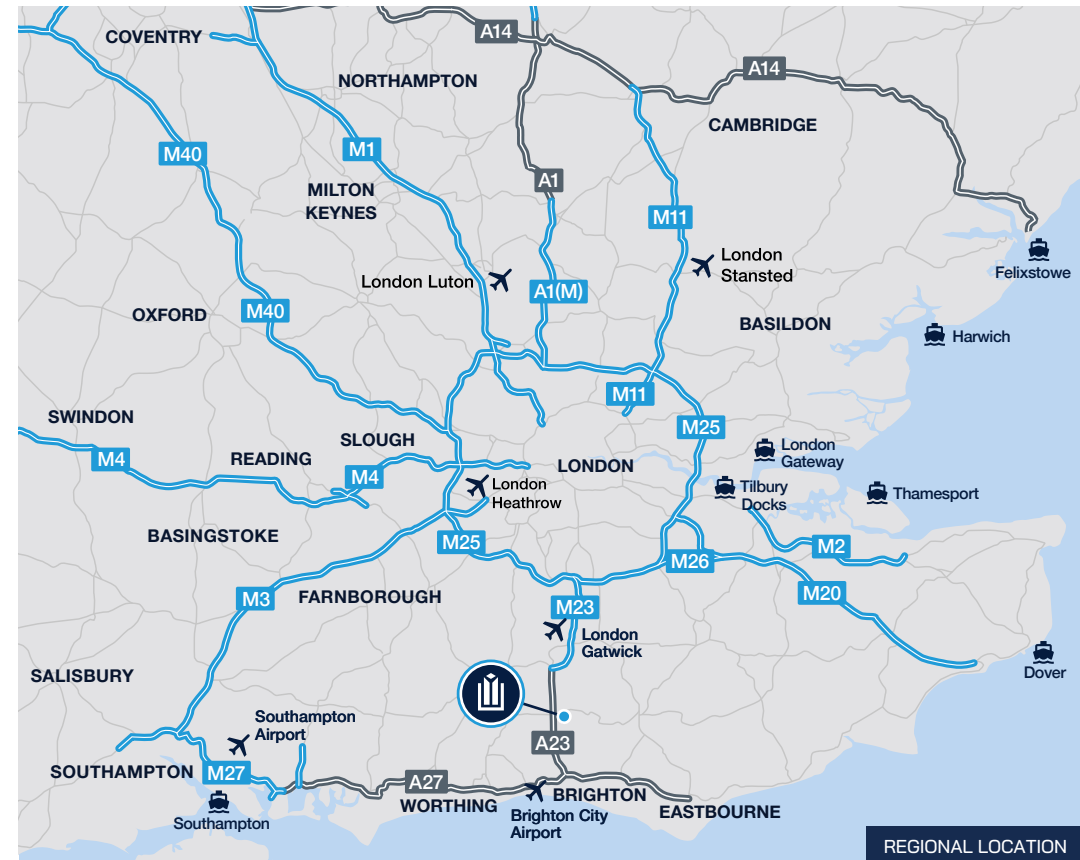 A14
COVENTRY
NORTHAMPTON
A14
CAMBRIDGE
M40
M1
A1
MILTON
KEYNES
M11
London
Stansted
London Luton
Felixstowe
A1(M)
OXFORD
M40
BASILDON
Harwich
M11
SWINDON
M25
SLOUGH
READING
M4
M4
LONDON
London
Gateway
London
Heathrow
Tilbury
Docks
Thamesport
BASINGSTOKE
M25
M2
M26
M20
M3
FARNBOROUGH
M23
London
Gatwick
SALISBURY
Dover
Southampton
Airport
A23
SOUTHAMPTON
M27
A27
WORTHING
BRIGHTON
EASTBOURNE
Brighton City
Airport
Southampton
REGIONAL LOCATION